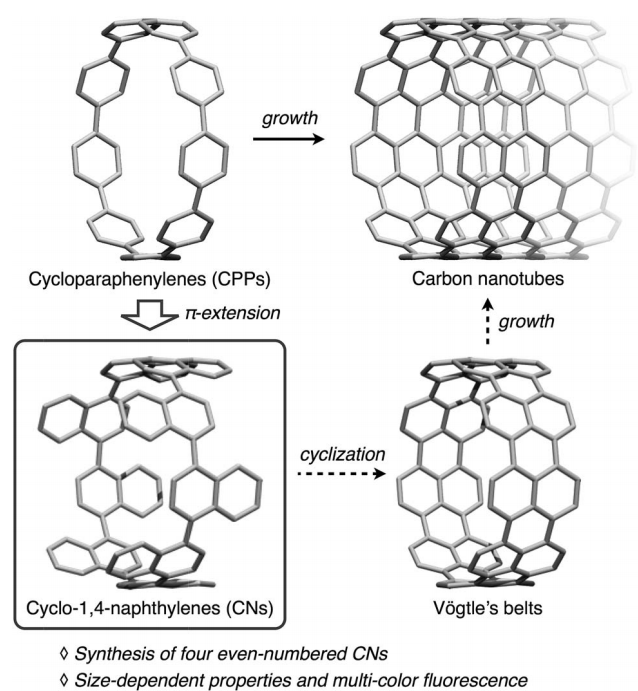 growth
Cycloparaphenylenes (CPPs)
Carbon nanotubes
π-extension
growth
cyclization
Cyclo-1,4-naphthylenes (CNs)
Vögtle's belts
◊ Synthesis of four even-numbered CNs
◊ Size-dependent properties and multi-color fluorescence